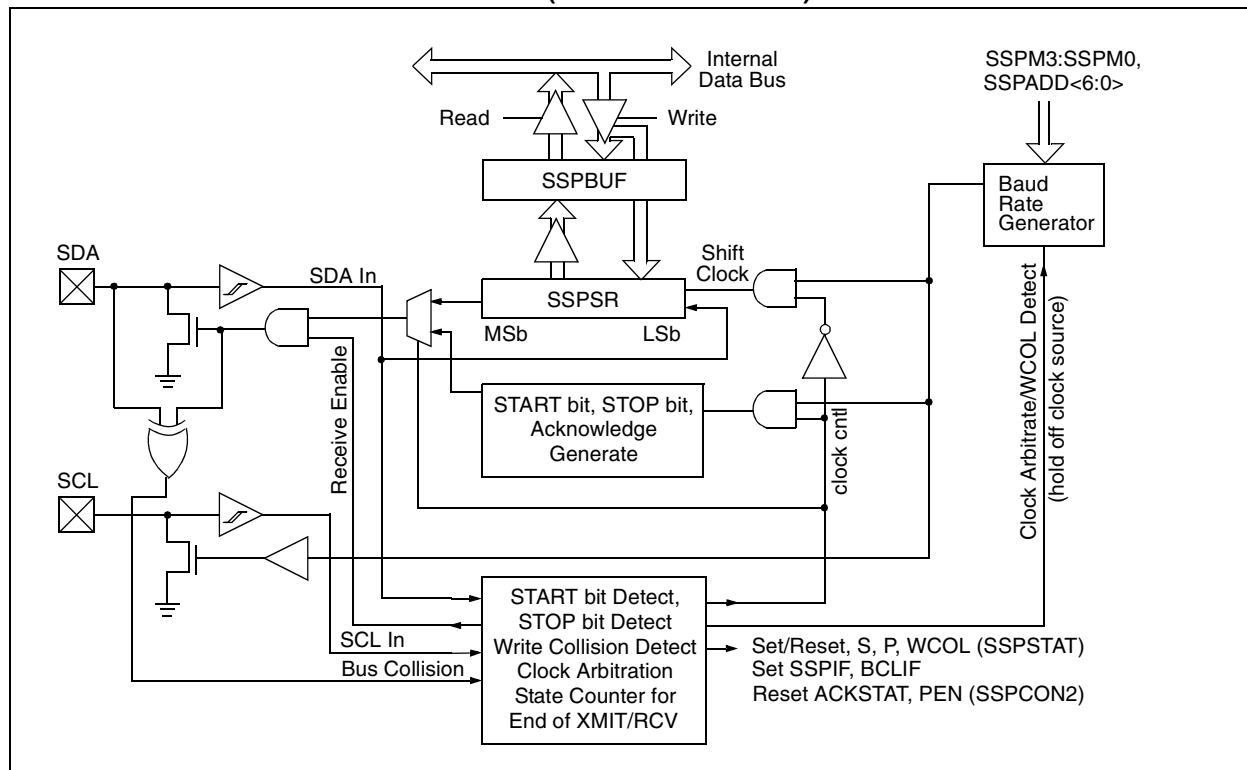 Internal
Data Bus
SSPM3:SSPM0,
SSPADD<6:0>
Read
Write
SSPBUF
Baud
Rate
Generator
SDA
SDA In
Shift
Clock
SSPSR
MSb
LSb
START bit, STOP bit,
Acknowledge
Generate
Receive Enable
clock cntl
Clock Arbitrate/WCOL Detect
(hold off clock source)
SCL
SCL In
Bus Collision
START bit Detect,
STOP bit Detect
Write Collision Detect
Clock Arbitration
State Counter for
End of XMIT/RCV
Set/Reset, S, P, WCOL (SSPSTAT)
Set SSPIF, BCLIF
Reset ACKSTAT, PEN (SSPCON2)